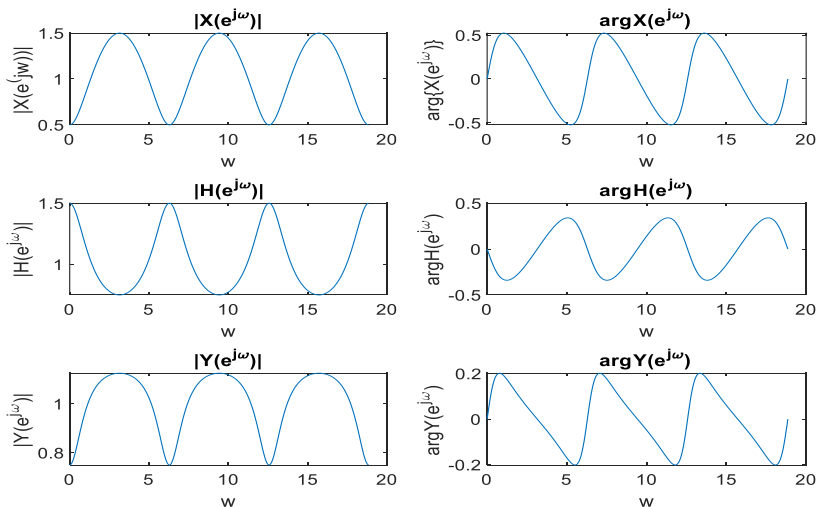 |X(e^jω)|
|X(e^(jw))|
1.5
1
0.5
0 5 10 15 20
w
argX(e^jω)
arg{X(e^jω)}
0.5
0
-0.5
0 5 10 15 20
w
|H(e^jω)|
|H(e^jω)|
1.5
1
0 5 10 15 20
w
argH(e^jω)
argH(e^jω)
0.5
0
-0.5
0 5 10 15 20
w
|Y(e^jω)|
|Y(e^jω)|
1
0.8
0 5 10 15 20
w
argY(e^jω)
argY(e^jω)
0.2
0
-0.2
0 5 10 15 20
w